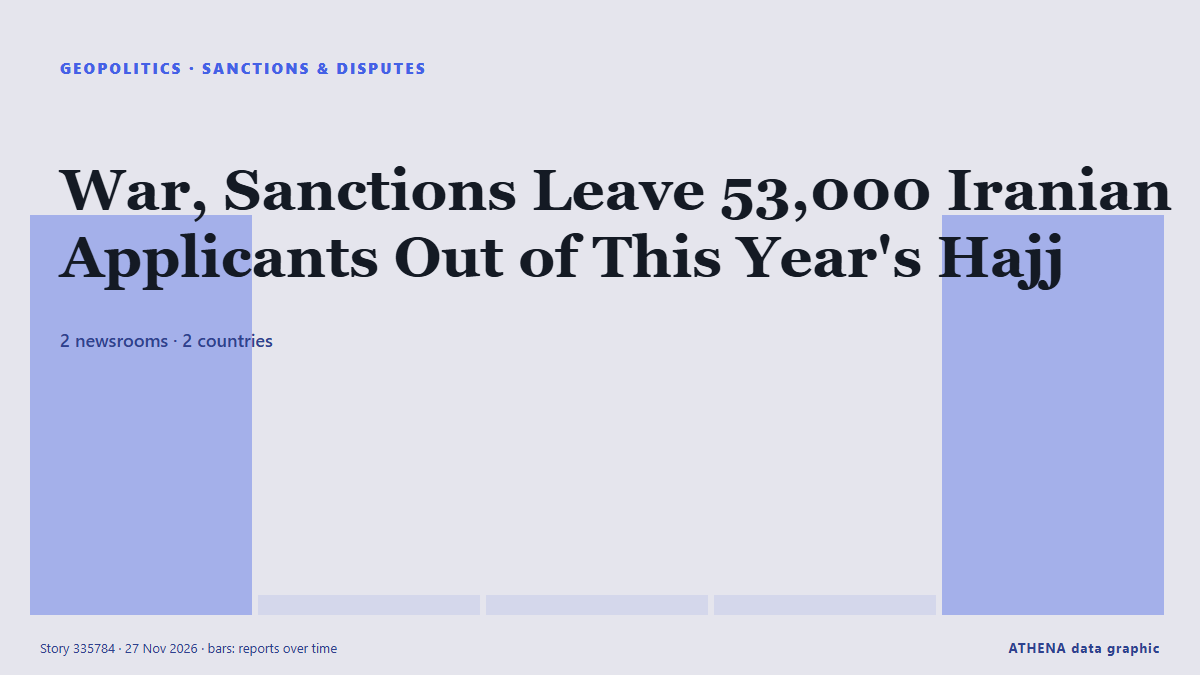 GEOPOLITICS · SANCTIONS & DISPUTES
War, Sanctions Leave 53,000 Iranian
Applicants Out of This Year's Hajj
2 newsrooms · 2 countries
Story 335784 · 27 Nov 2026 · bars: reports over time
ATHENA data graphic